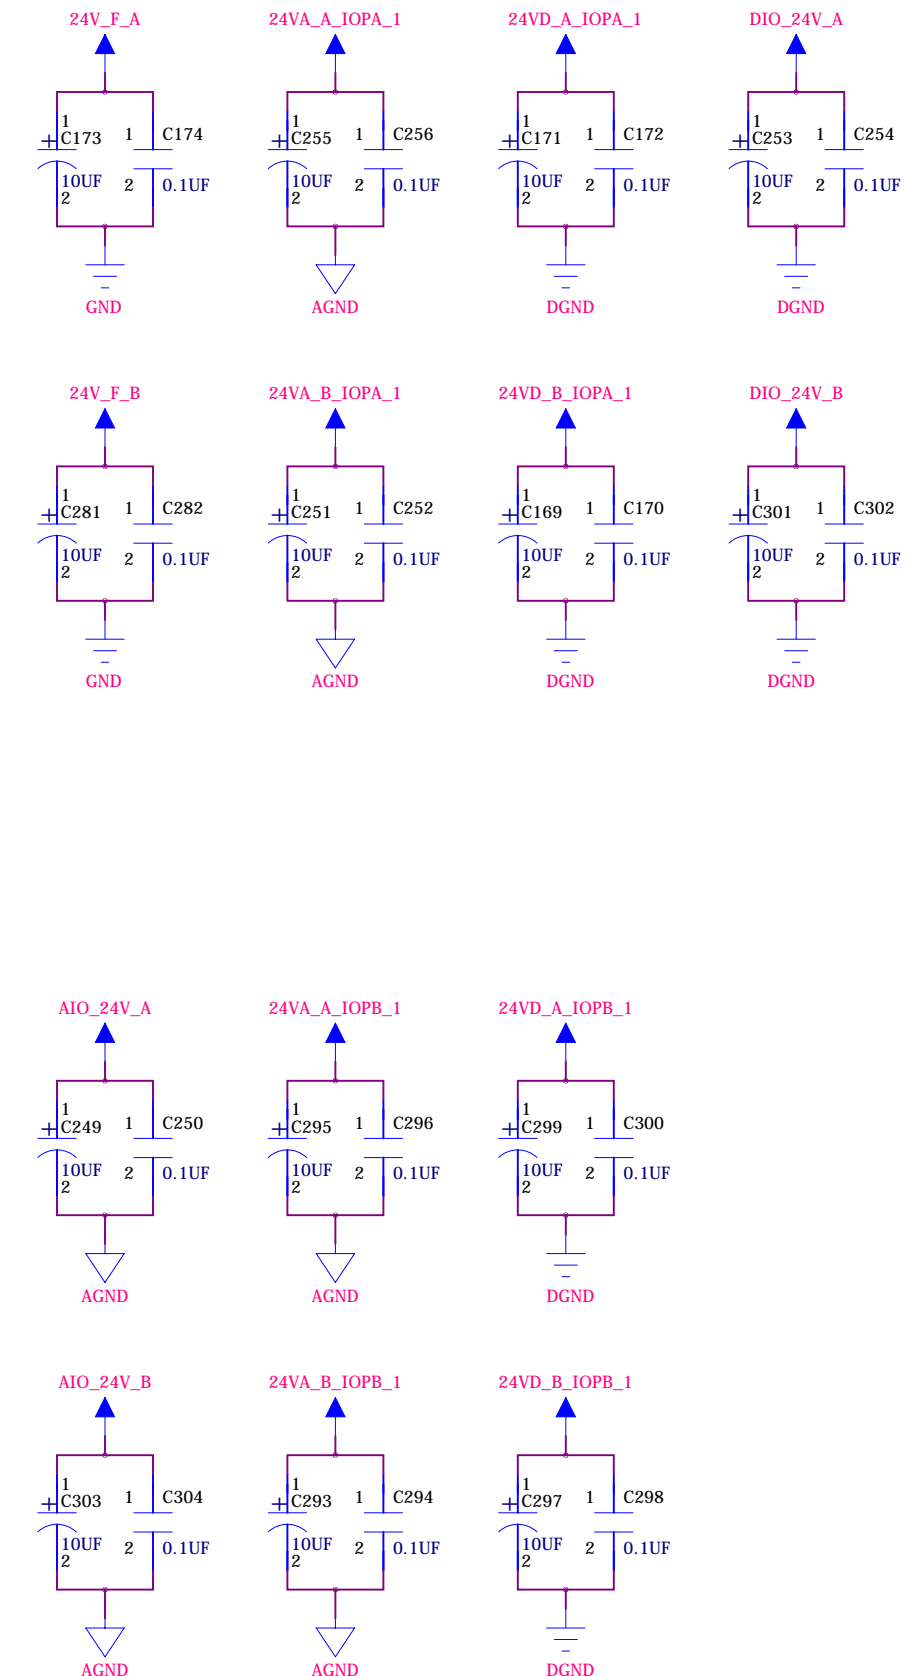 24V_F_A 24VA_A_IOPA_1 24VD_A_IOPA_1 DIO_24V_A
1 1 1 1
+ C173 1 C174 + C255 1 C256 + C171 1 C172 + C253 1 C254
10UF 2 0.1UF 10UF 2 0.1UF 10UF 2 0.1UF 10UF 2 0.1UF
2 2 2 2
GND AGND DGND DGND
24V_F_B 24VA_B_IOPA_1 24VD_B_IOPA_1 DIO_24V_B
1 1 1 1
+ C281 1 C282 + C251 1 C252 + C169 1 C170 + C301 1 C302
10UF 2 0.1UF 10UF 2 0.1UF 10UF 2 0.1UF 10UF 2 0.1UF
2 2 2 2
GND AGND DGND DGND
AIO_24V_A 24VA_A_IOPB_1 24VD_A_IOPB_1
1 1 1
+ C249 1 C250 + C295 1 C296 + C299 1 C300
10UF 2 0.1UF 10UF 2 0.1UF 10UF 2 0.1UF
2 2 2
AGND AGND DGND
AIO_24V_B 24VA_B_IOPB_1 24VD_B_IOPB_1
1 1 1
+ C303 1 C304 + C293 1 C294 + C297 1 C298
10UF 2 0.1UF 10UF 2 0.1UF 10UF 2 0.1UF
2 2 2
AGND AGND DGND